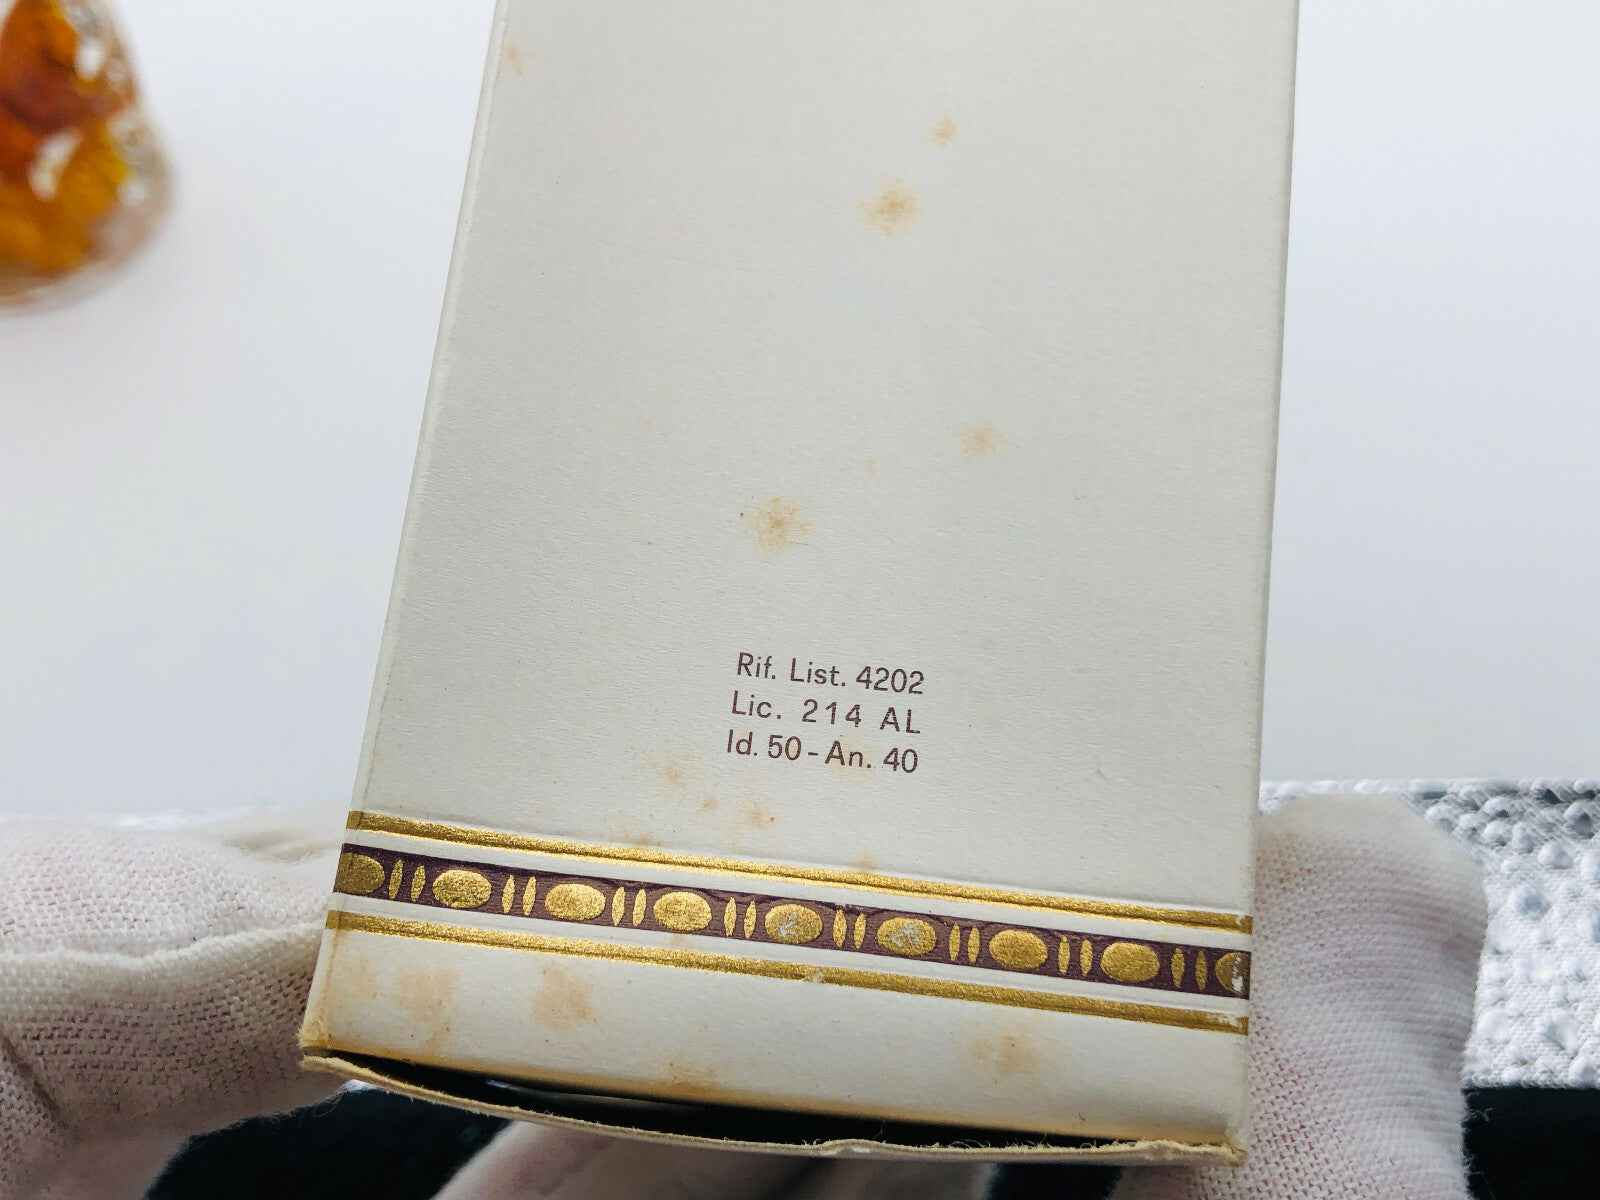 Rif. List. 4202
Lic. 214 AL
Id. 50 - An. 40